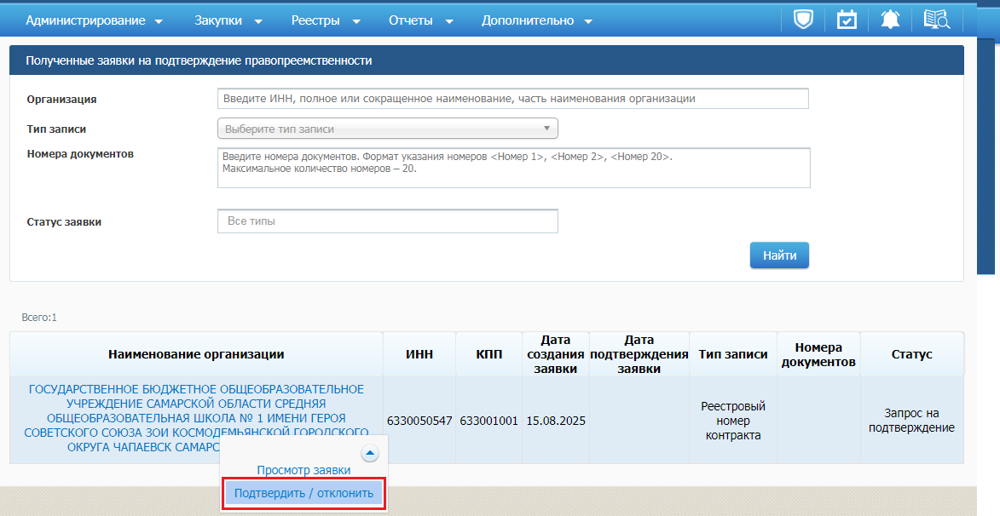 Администрирование Закупки Реестры Отчеты Дополнительно
Полученные заявки на подтверждение правопреемственности
Организация
Введите ИНН, полное или сокращенное наименование, часть наименования организации
Тип записи
Выберите тип записи
Номера документов
Введите номера документов. Формат указания номеров <Номер 1>, <Номер 2>, <Номер 20>.
Максимальное количество номеров – 20.
Статус заявки
Все типы
Найти
Всего:1
Наименование организации
ИНН
КПП
Дата
создания
заявки
Дата
подтверждения
заявки
Тип записи
Номера
документов
Статус
ГОСУДАРСТВЕННОЕ БЮДЖЕТНОЕ ОБЩЕОБРАЗОВАТЕЛЬНОЕ
УЧРЕЖДЕНИЕ САМАРСКОЙ ОБЛАСТИ СРЕДНЯЯ
ОБЩЕОБРАЗОВАТЕЛЬНАЯ ШКОЛА № 1 ИМЕНИ ГЕРОЯ
СОВЕТСКОГО СОЮЗА ЗОИ КОСМОДЕМЬЯНСКОЙ ГОРОДСКОГО
ОКРУГА ЧАПАЕВСК
6330050547
633001001
15.08.2025
Реестровый
номер
контракта
Запрос на
подтверждение
Просмотр заявки
Подтвердить / отклонить